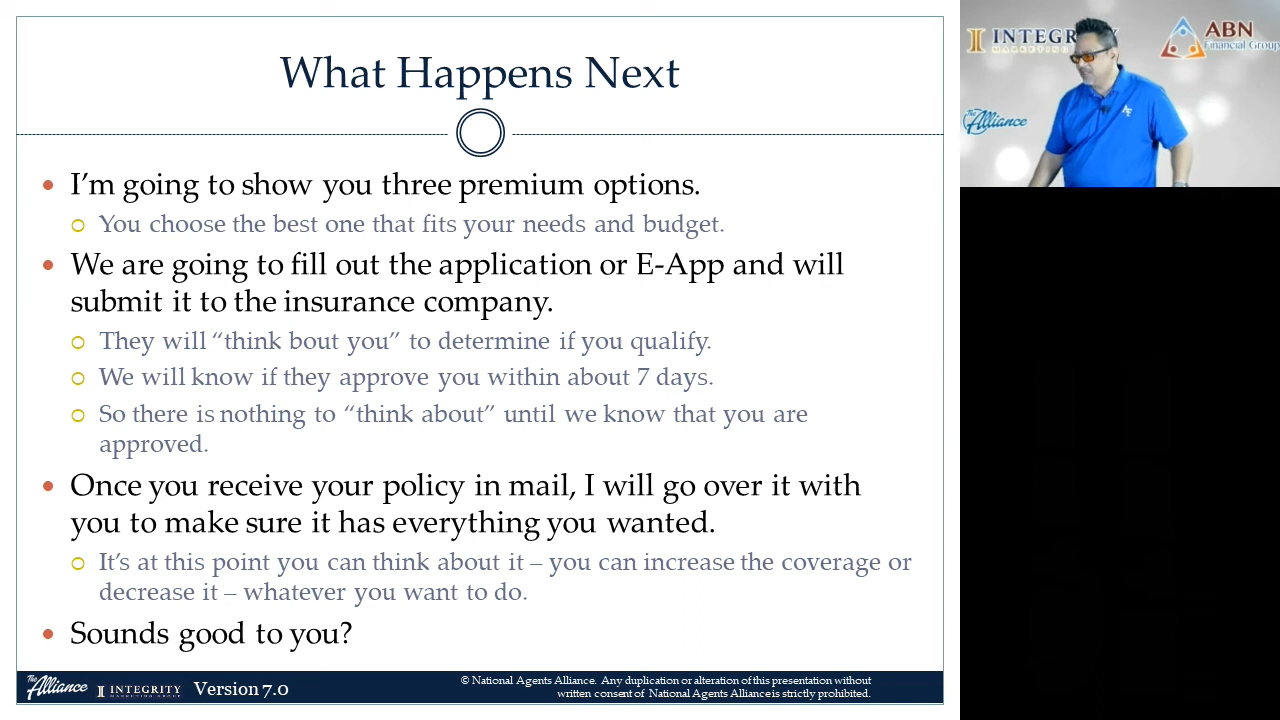 What Happens Next
I'm going to show you three premium options.
You choose the best one that fits your needs and budget.
We are going to fill out the application or E-App and will
submit it to the insurance company.
They will “think bout you” to determine if you qualify.
We will know if they approve you within about 7 days.
So there is nothing to “think about” until we know that you are
approved.
Once you receive your policy in mail, I will go over it with
you to make sure it has everything you wanted.
It's at this point you can think about it – you can increase the coverage or
decrease it – whatever you want to do.
Sounds good to you?
The Alliance
INTEGRITY
Version 7.0
© National Agents Alliance. Any duplication or alteration of this presentation without
written consent of National Agents Alliance is strictly prohibited.
ABN
Financial Group
The Alliance